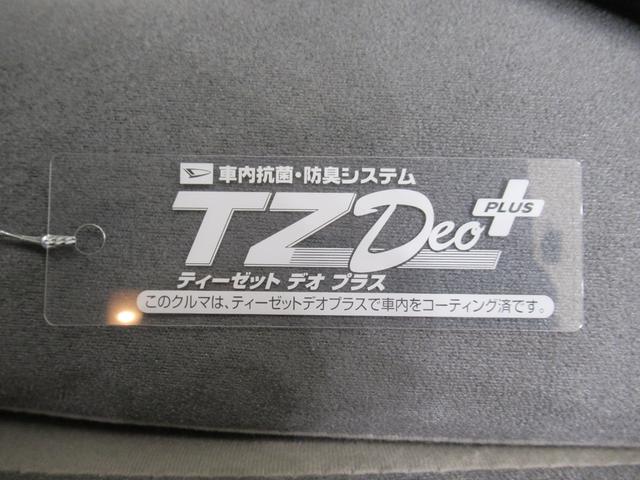 車内抗菌・防臭システム
TZ Deo PLUS
ティーゼット デオ プラス
このクルマは、ティーゼットデオプラスで車内をコーティング済です。